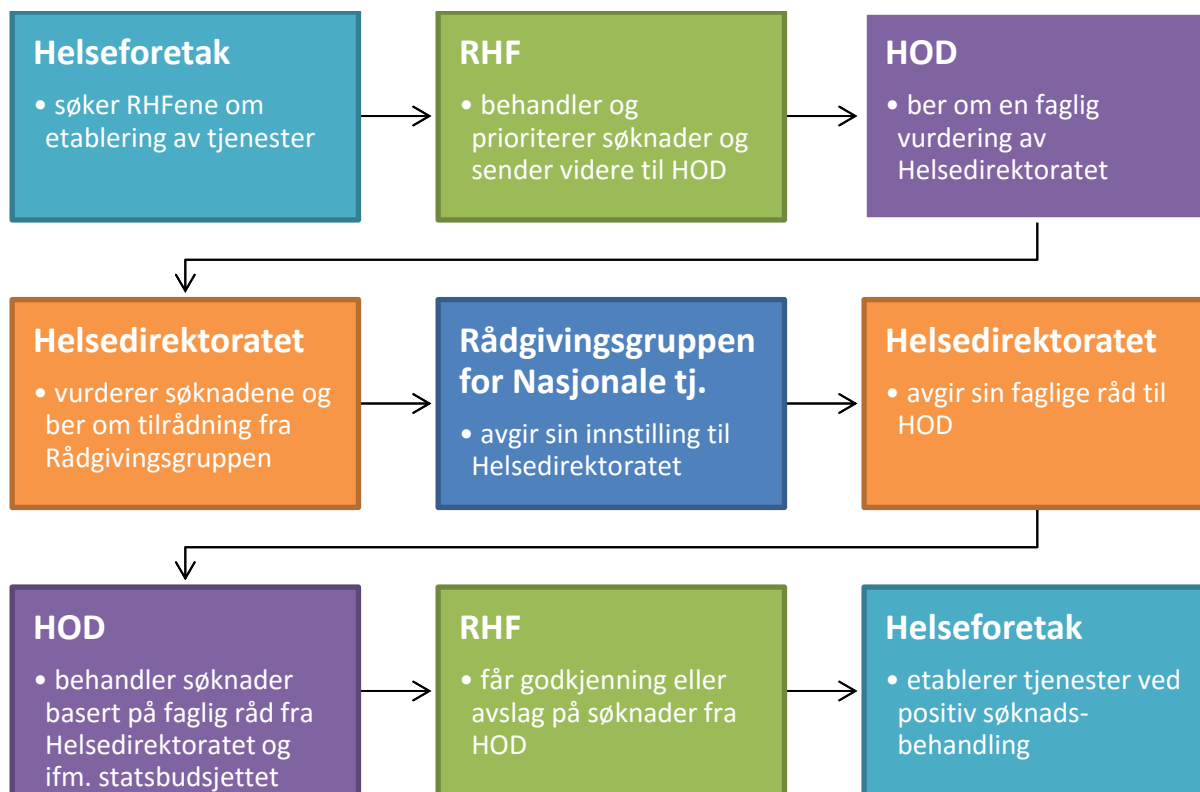 Helseforetak
• søker RHFene om
etablering av tjenester
RHF
• behandler og
prioriterer søknader og
sender videre til HOD
HOD
• ber om en faglig
vurdering av
Helsedirektoratet
Helsedirektoratet
• vurderer søknadene og
ber om tilrådning fra
Rådgivingsgruppen
Rådgivingsgruppen
for Nasjonale tj.
• avgir sin innstilling til
Helsedirektoratet
Helsedirektoratet
• avgir sin faglige råd til
HOD
HOD
• behandler søknader
basert på faglig råd fra
Helsedirektoratet og
ifm. statsbudsjettet
RHF
• får godkjenning eller
avslag på søknader fra
HOD
Helseforetak
• etablerer tjenester ved
positiv søknads-
behandling